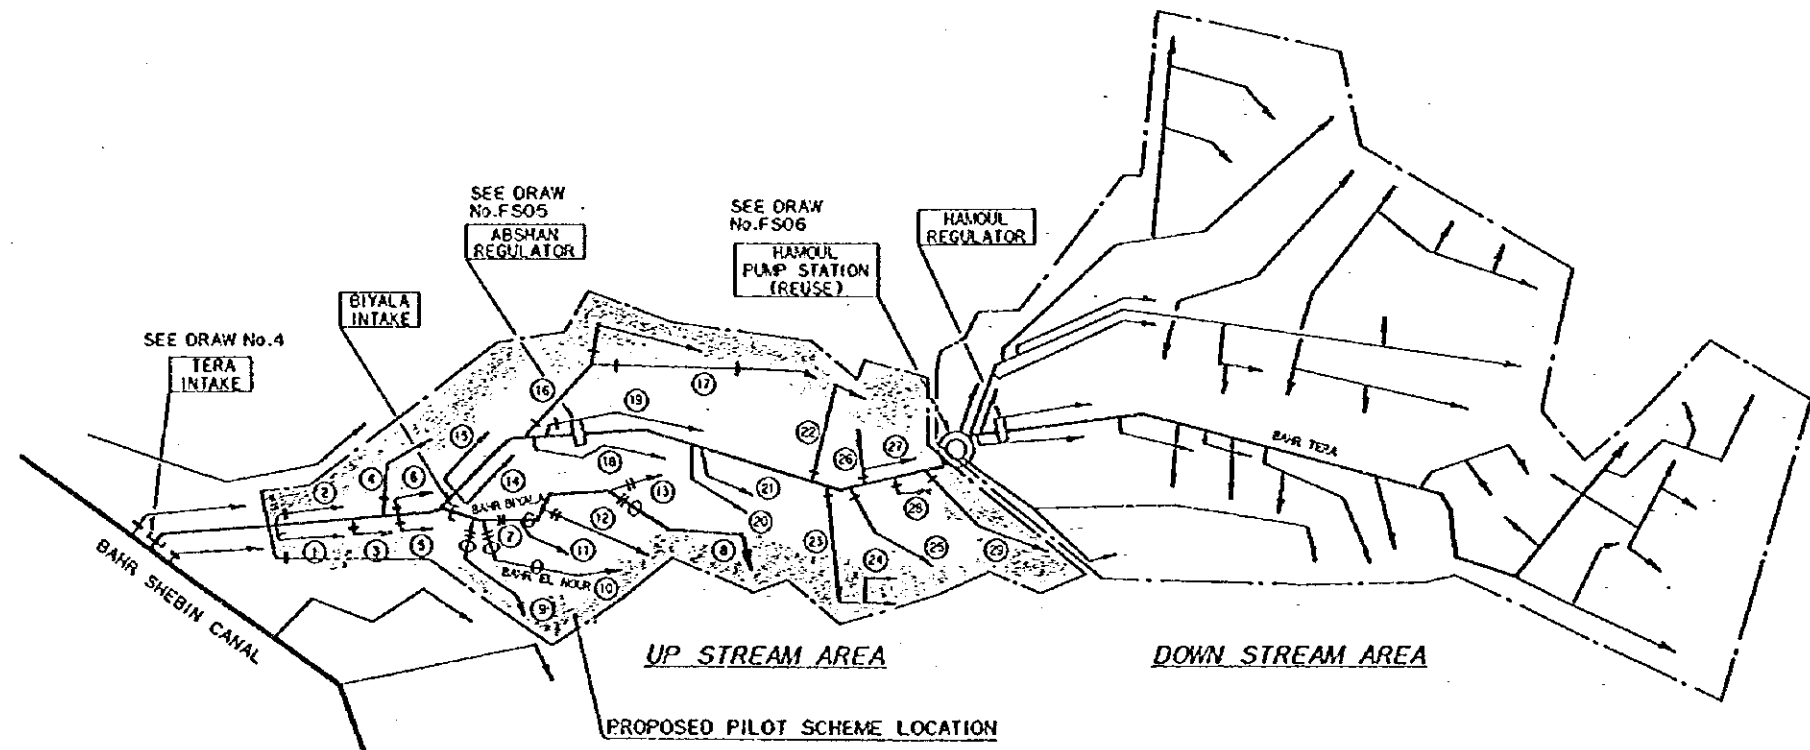 SEE DRAW
No.FS05
ABSHAN
REGULATOR
SEE DRAW
No.FS06
HAMOUL
PUMP STATION
(REUSE)
HAMOUL
REGULATOR
BIYALA
INTAKE
SEE DRAW No.4
TERA
INTAKE
16
17
19
15
22
26
27
18
4
6
2
14
13
21
BAHR BIYALA
BAHR TERA
12
20
28
1
3
5
7
11
8
23
24
25
29
BAHR EL NOUR
10
9
BAHR SHEBIN CANAL
UP STREAM AREA
DOWN STREAM AREA
PROPOSED PILOT SCHEME LOCATION